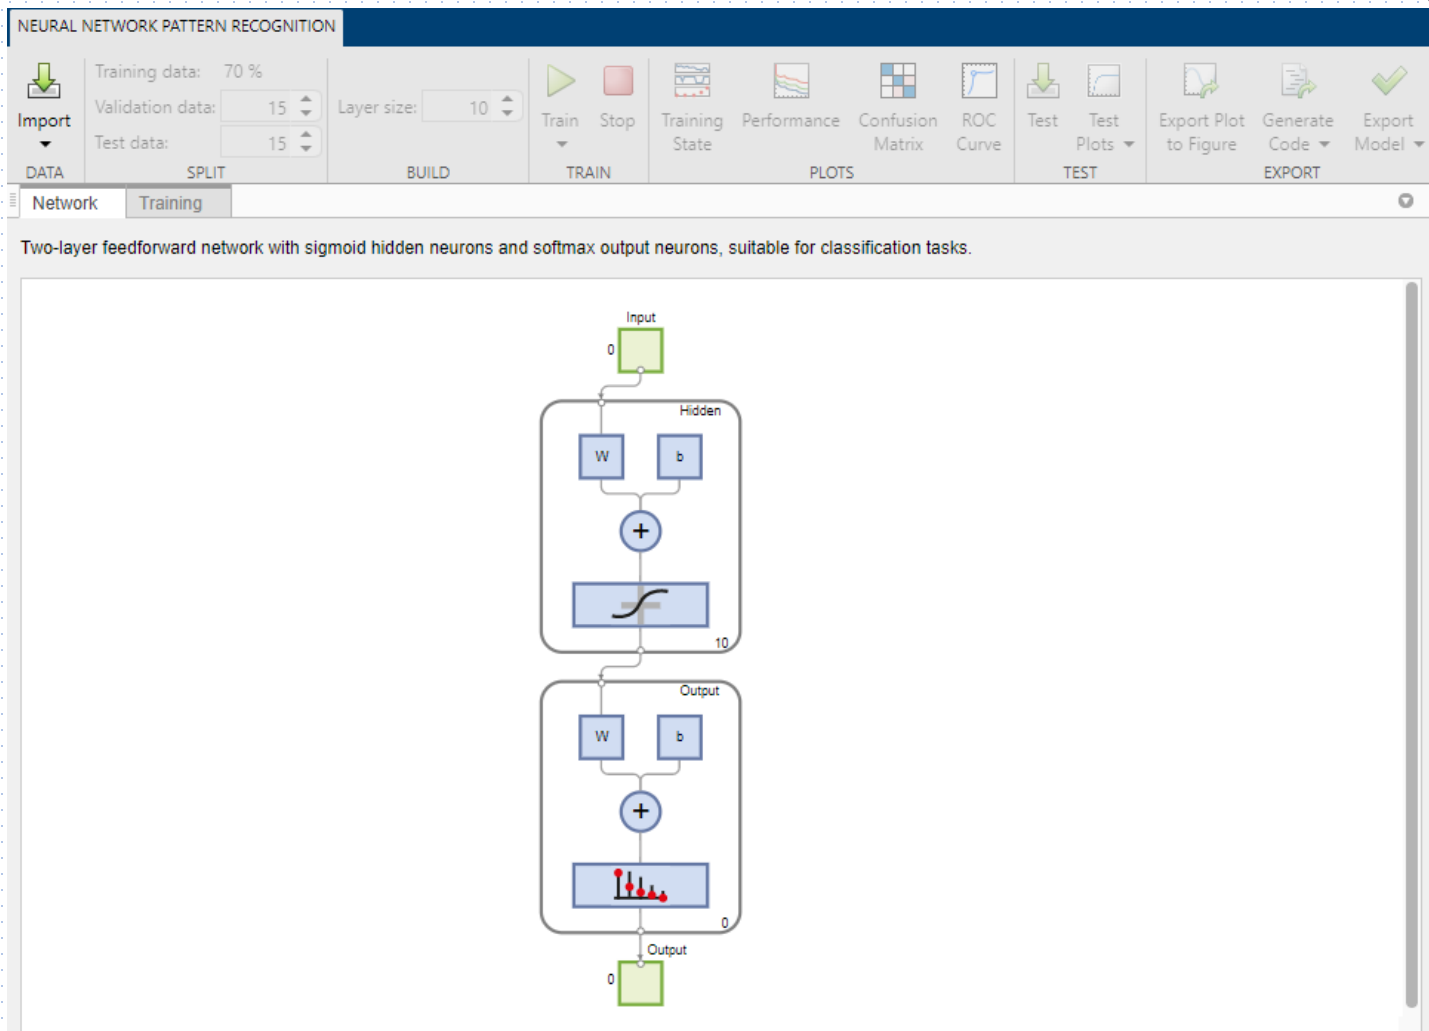 NEURAL NETWORK PATTERN RECOGNITION
Import
DATA
Training data: 70 %
Validation data: 15
Test data: 15
SPLIT
Layer size: 10
BUILD
Train
Stop
TRAIN
Training
State
Performance
Confusion
Matrix
ROC
Curve
PLOTS
Test
Test
Plots
TEST
Export Plot
to Figure
Generate
Code
Export
Model
EXPORT
Network
Training
Two-layer feedforward network with sigmoid hidden neurons and softmax output neurons, suitable for classification tasks.
Input
0
Hidden
W b
+
10
Output
W b
+
0
Output
0